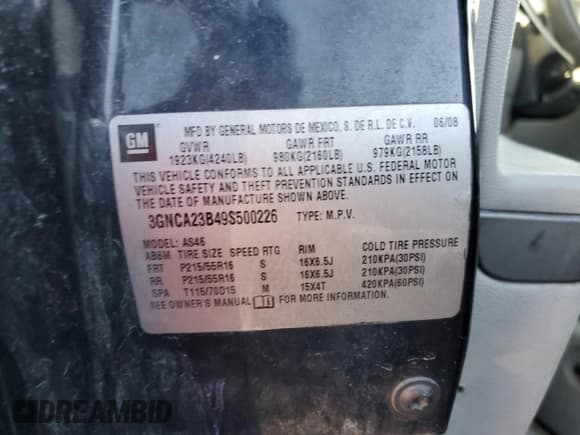 GM
MFD BY GENERAL MOTORS DE MEXICO, S. DE R.L. DE C.V. 06/08
GVWR GAWR FRT GAWR RR
1923KG(4240LB) 980KG(2160LB) 979KG(2158LB)
THIS VEHICLE CONFORMS TO ALL APPLICABLE U.S. FEDERAL MOTOR
VEHICLE SAFETY AND THEFT PREVENTION STANDARDS IN EFFECT ON
THE DATE OF MANUFACTURE SHOWN ABOVE.
3GNCA23B49S500226 TYPE: M.P.V.
MODEL: AS46
ABBM TIRE SIZE SPEED RTG RIM COLD TIRE PRESSURE
FRT P215/55R16 S 16X6.5J 210KPA(30PSI)
RR P215/55R16 S 16X6.5J 210KPA(30PSI)
SPA T115/70D15 M 15X4T 420KPA(60PSI)
SEE OWNER'S MANUAL FOR MORE INFORMATION.
DREAMBID